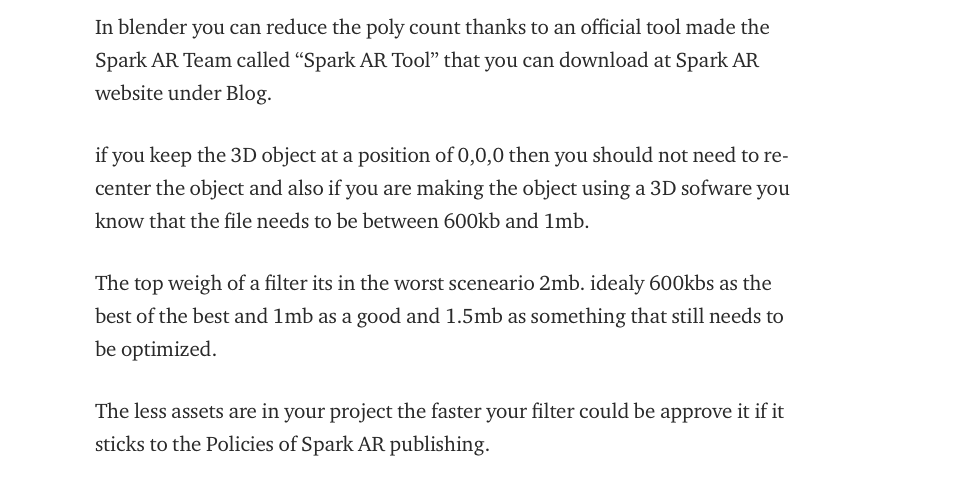 In blender you can reduce the poly count thanks to an official tool made the
Spark AR Team called “Spark AR Tool” that you can download at Spark AR
website under Blog.
if you keep the 3D object at a position of 0,0,0 then you should not need to re-
center the object and also if you are making the object using a 3D sofware you
know that the file needs to be between 600kb and 1mb.
The top weigh of a filter its in the worst sceneario 2mb. idealy 600kbs as the
best of the best and 1mb as a good and 1.5mb as something that still needs to
be optimized.
The less assets are in your project the faster your filter could be approve it if it
sticks to the Policies of Spark AR publishing.